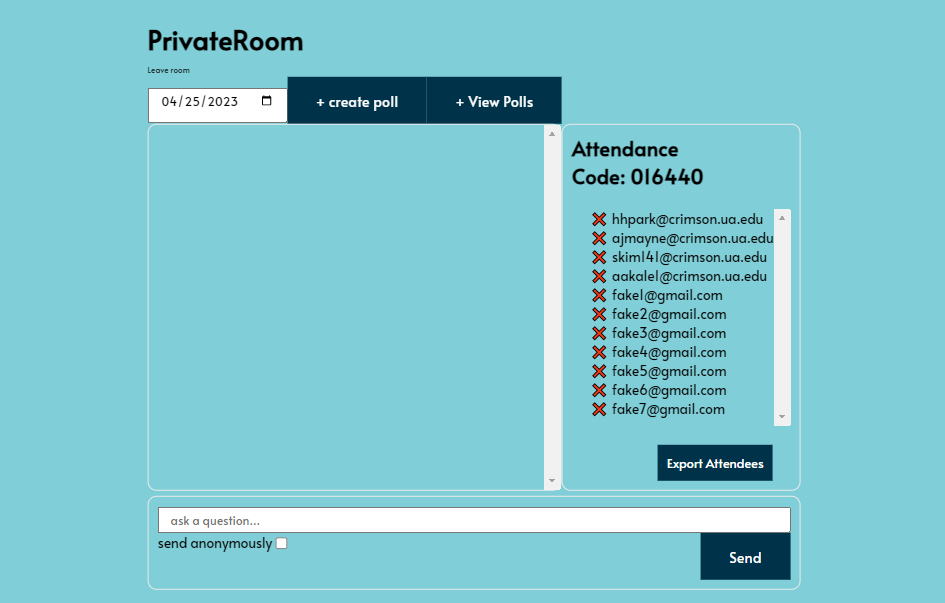 PrivateRoom
Leave room
04/25/2023
+ create poll
+ View Polls
Attendance
Code: 016440
hhpark@crimson.ua.edu
ajmayne@crimson.ua.edu
skim141@crimson.ua.edu
aakale1@crimson.ua.edu
fake1@gmail.com
fake2@gmail.com
fake3@gmail.com
fake4@gmail.com
fake5@gmail.com
fake6@gmail.com
fake7@gmail.com
Export Attendees
ask a question...
send anonymously
Send